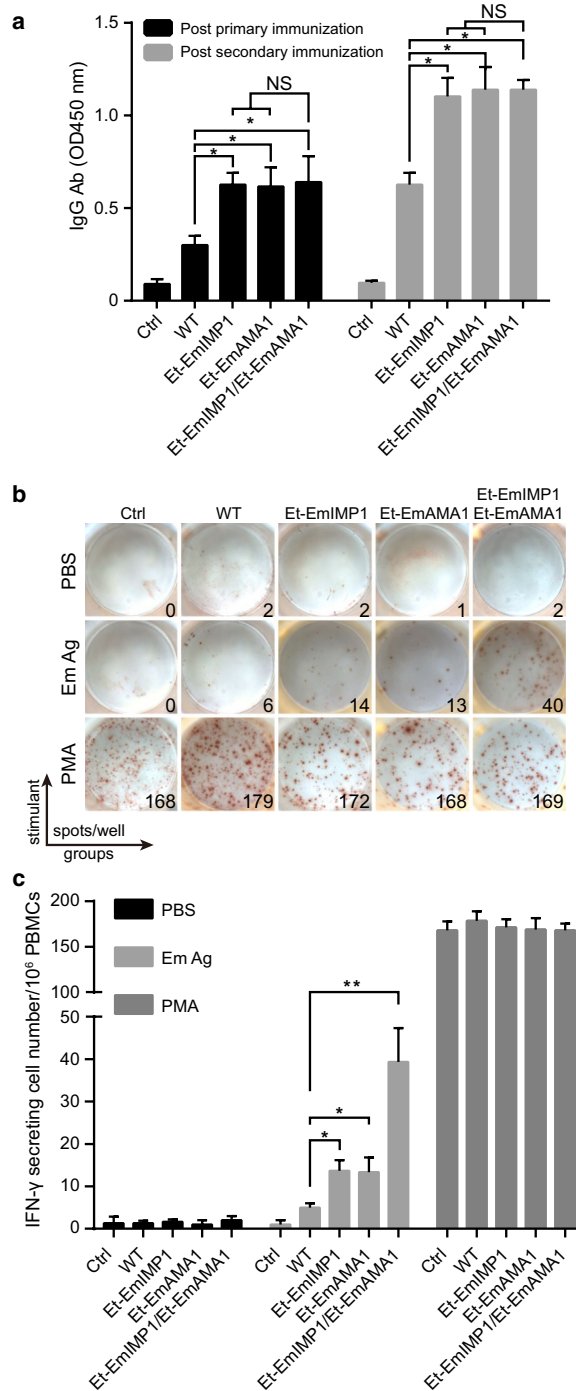 a
Post primary immunization
Post secondary immunization
IgG Ab (OD450 nm)
1.5
1.0
0.5
0
NS
*
*
*
NS
*
*
*
Ctrl
WT
Et-EmIMP1
Et-EmAMA1
Et-EmIMP1/Et-EmAMA1
Ctrl
WT
Et-EmIMP1
Et-EmAMA1
Et-EmIMP1/Et-EmAMA1
b
Ctrl
WT
Et-EmIMP1
Et-EmAMA1
Et-EmIMP1
Et-EmAMA1
PBS
0
2
2
1
2
Em Ag
0
6
14
13
40
PMA
168
179
172
168
169
stimulant
spots/well
groups
c
IFN-γ secreting cell number/10⁶ PBMCs
200
150
100
50
40
30
20
10
0
PBS
Em Ag
PMA
**
*
*
Ctrl
WT
Et-EmIMP1
Et-EmAMA1
Et-EmIMP1/Et-EmAMA1
Ctrl
WT
Et-EmIMP1
Et-EmAMA1
Et-EmIMP1/Et-EmAMA1
Ctrl
WT
Et-EmIMP1
Et-EmAMA1
Et-EmIMP1/Et-EmAMA1